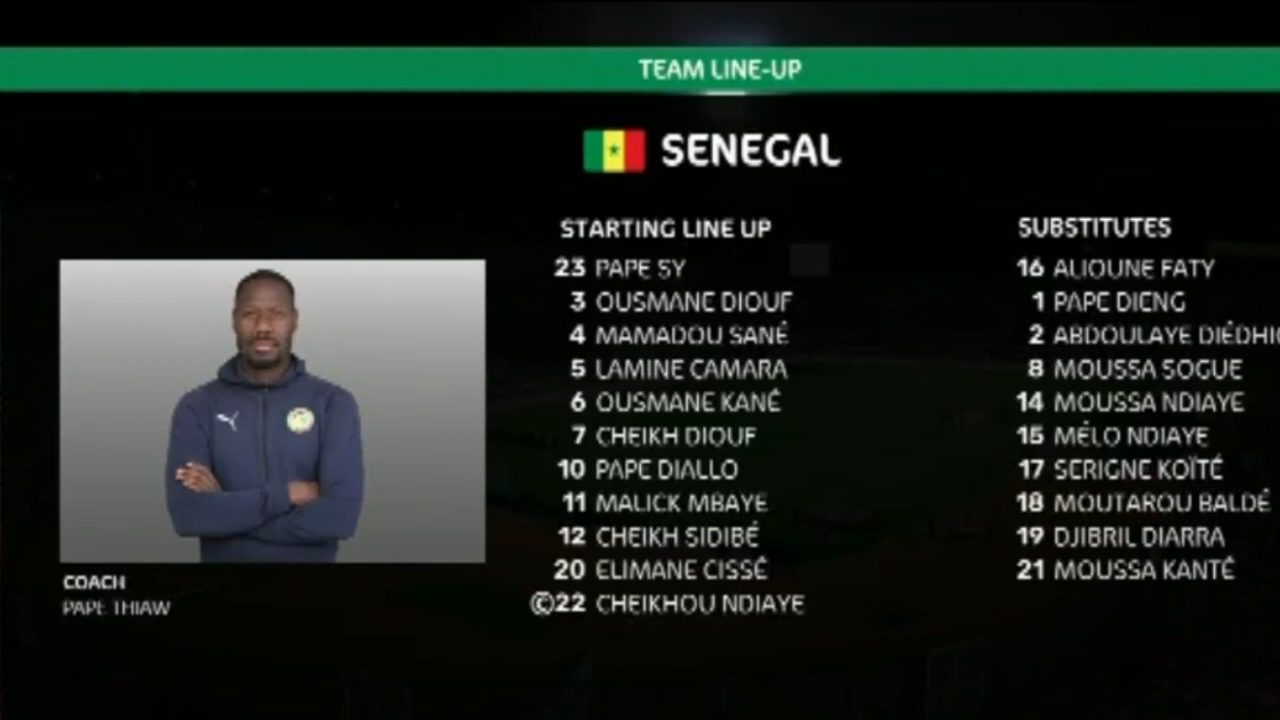 TEAM LINE-UP
SENEGAL
STARTING LINE UP
23 PAPE SY
3 OUSMANE DIOUF
4 MAMADOU SANÉ
5 LAMINE CAMARA
6 OUSMANE KANÉ
7 CHEIKH DIOUF
10 PAPE DIALLO
11 MALICK MBAYE
12 CHEIKH SIDIBÉ
20 ELIMANE CISSÉ
©22 CHEIKHOU NDIAYE
SUBSTITUTES
16 ALIOUNE FATY
1 PAPE DIENG
2 ABDOULAYE DIÉDHIO
8 MOUSSA SOGUE
14 MOUSSA NDIAYE
15 MÉLO NDIAYE
17 SERIGNE KOÏTÉ
18 MOUTAROU BALDÉ
19 DJIBRIL DIARRA
21 MOUSSA KANTÉ
COACH
PAPE THIAW